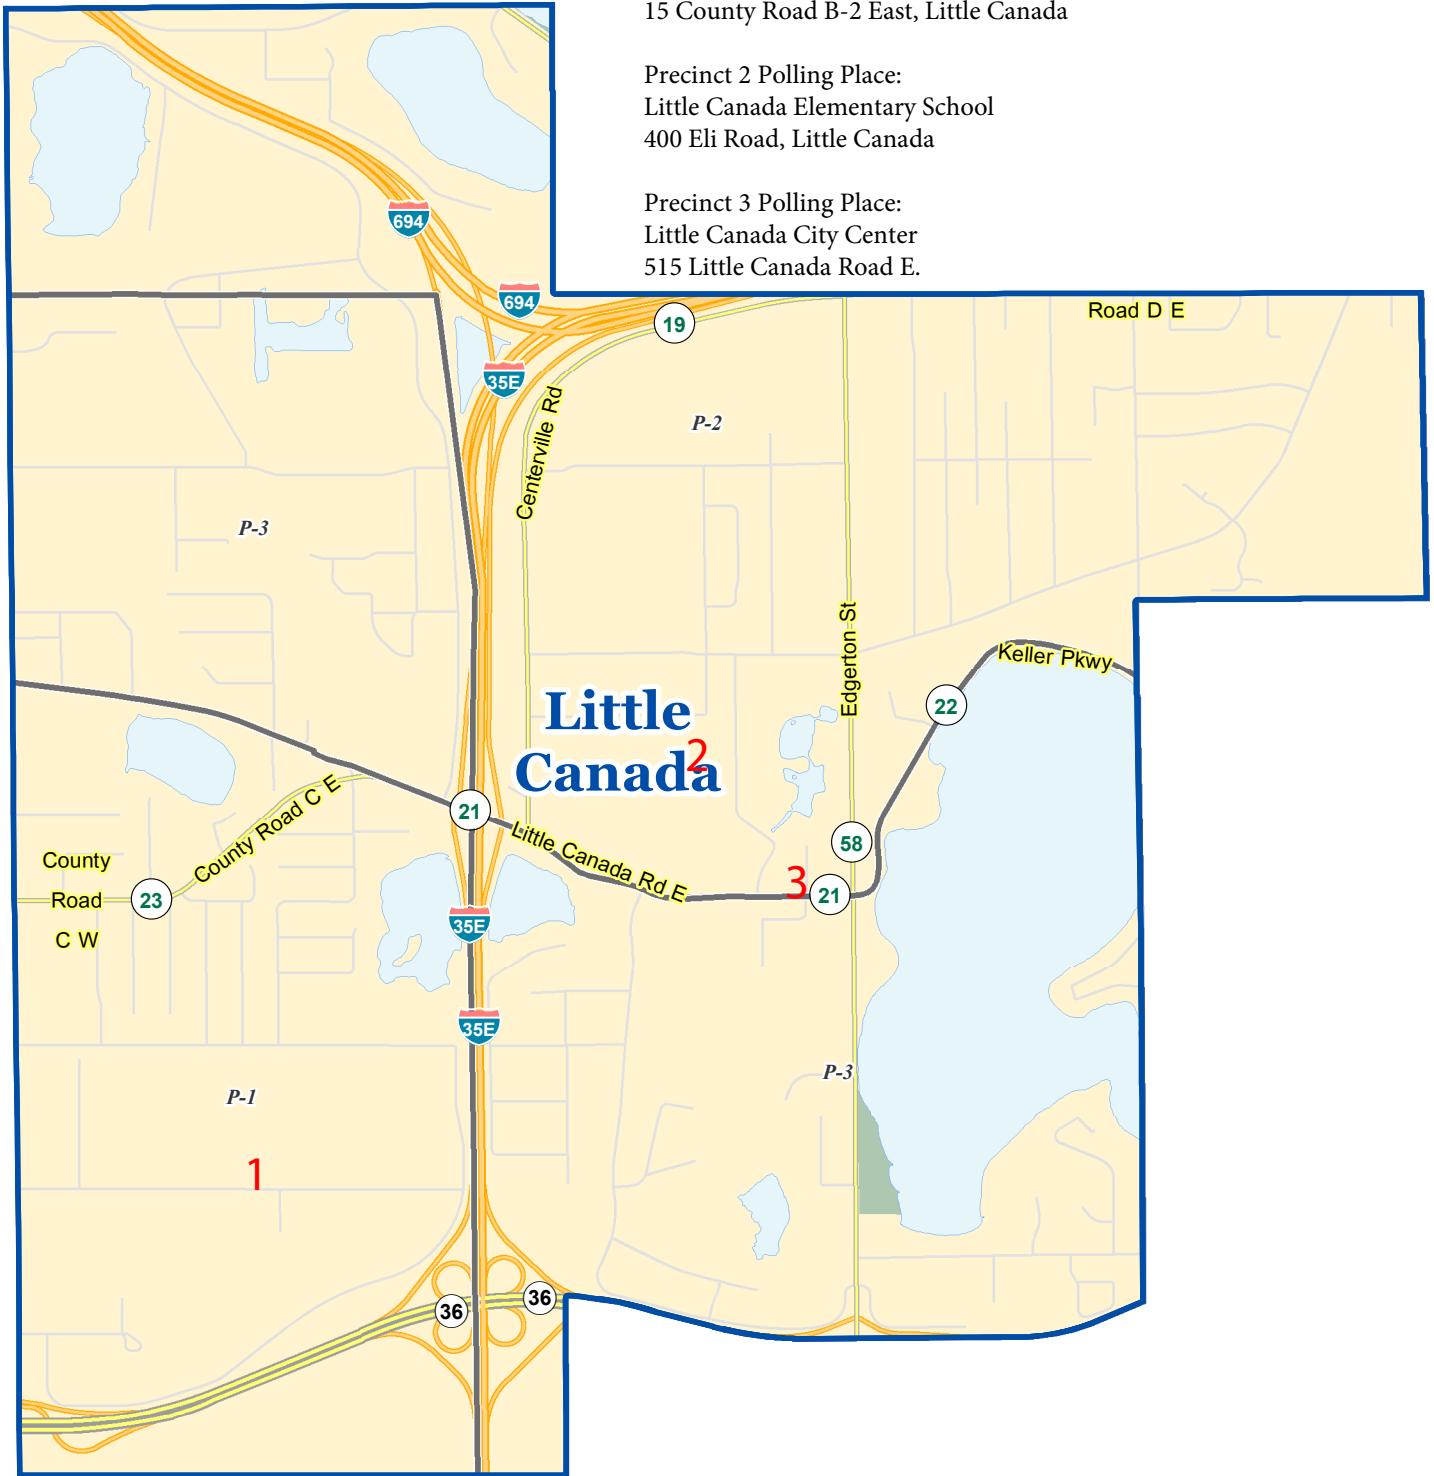 15 County Road B-2 East, Little Canada
Precinct 2 Polling Place:
Little Canada Elementary School
400 Eli Road, Little Canada
Precinct 3 Polling Place:
Little Canada City Center
515 Little Canada Road E.
694
694
19
Road D E
35E
Centerville Rd
P-2
P-3
Edgerton St
Keller Pkwy
22
Little
Canada
2
21
County Road C E
Little Canada Rd E
58
County
Road
C W
23
3
21
35E
35E
P-3
P-1
1
36
36